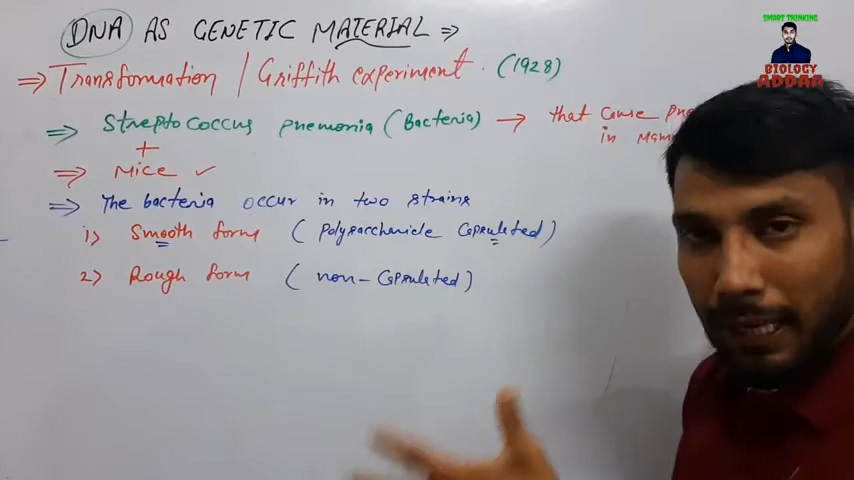 SMART THINKING
BIOLOGY
ADDAA
DNA AS GENETIC MATERIAL ⇒
⇒ Transformation / Griffith experiment. (1928)
⇒ Streptococcus pnemonia (Bacteria) → that cause
in
+
⇒ Mice ✓
⇒ The bacteria occur in two strains
1) Smooth form (polysaccharide Capsulated)
2) Rough form (non-Capsulated)